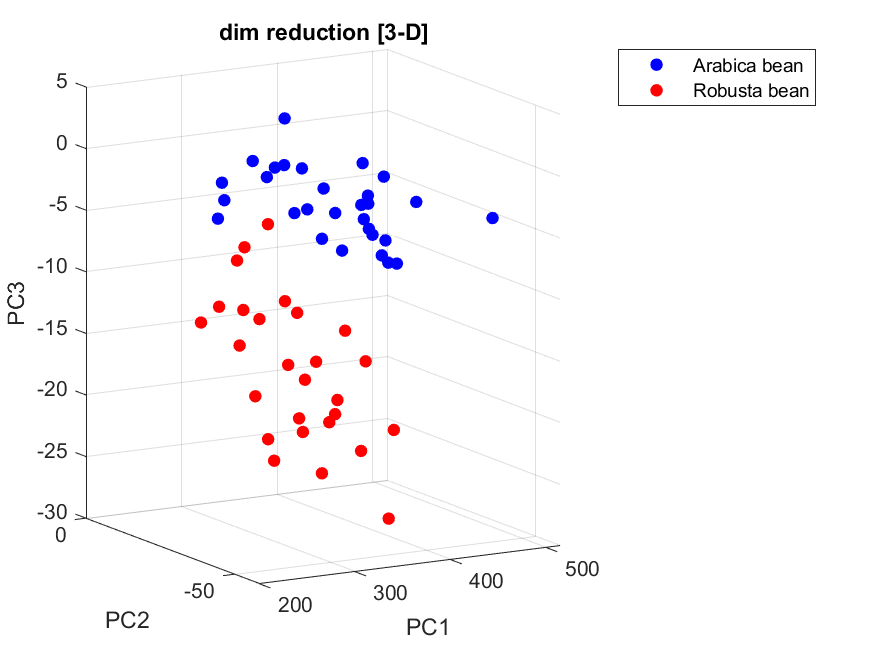 dim reduction [3-D]
Arabica bean
Robusta bean
5
0
-5
-10
-15
-20
-25
-30
PC3
0
-50
PC2
200
300
400
500
PC1